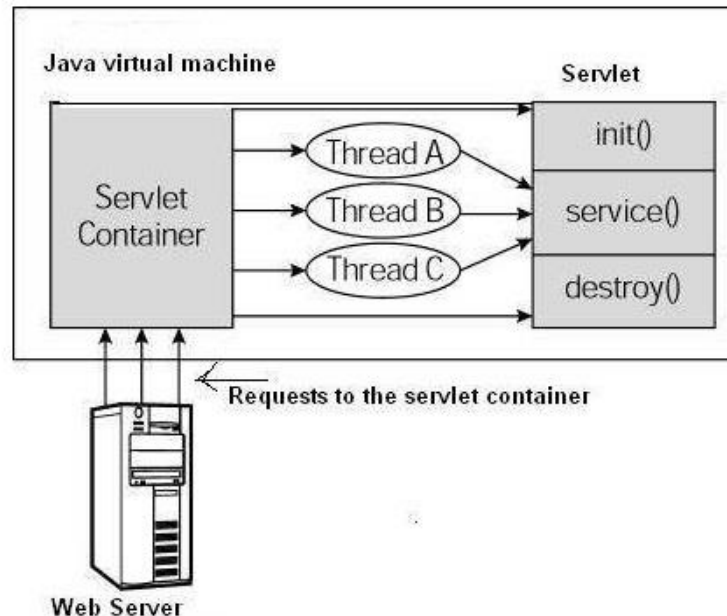 Java virtual machine
Servlet
Servlet
Container
Thread A
Thread B
Thread C
init()
service()
destroy()
Requests to the servlet container
Web Server